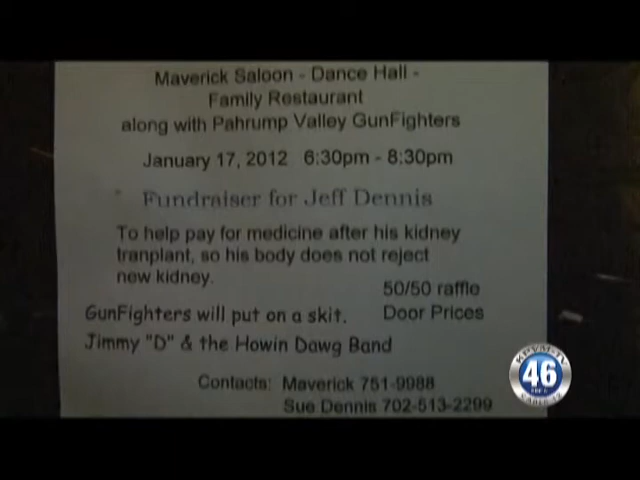 Maverick Saloon - Dance Hall -
Family Restaurant
along with Pahrump Valley GunFighters
January 17, 2012 6:30pm - 8:30pm
Fundraiser for Jeff Dennis
To help pay for medicine after his kidney
tranplant, so his body does not reject
new kidney.
50/50 raffle
GunFighters will put on a skit.
Door Prices
Jimmy "D" & the Howin Dawg Band
Contacts: Maverick 751-9988
Sue Dennis 702-513-2299
KPVM-TV
46